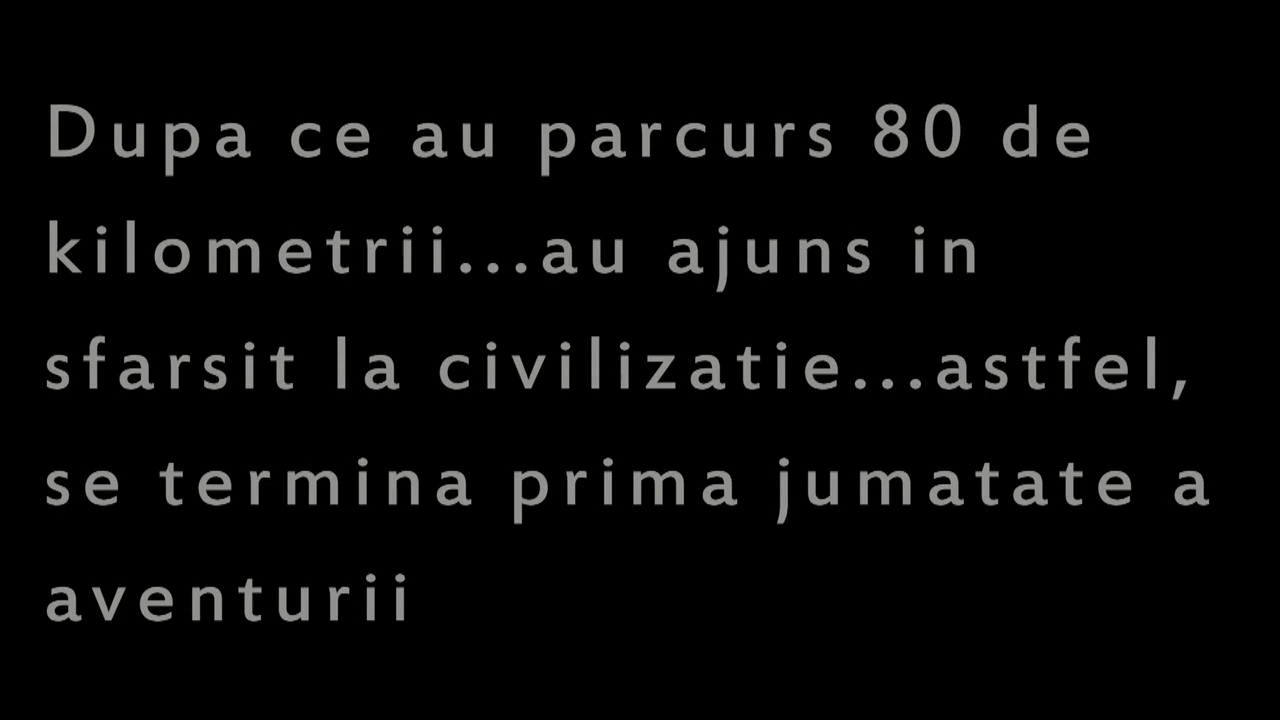 Dupa ce au parcurs 80 de
kilometrii...au ajuns in
sfarsit la civilizatie...astfel,
se termina prima jumatate a
aventurii